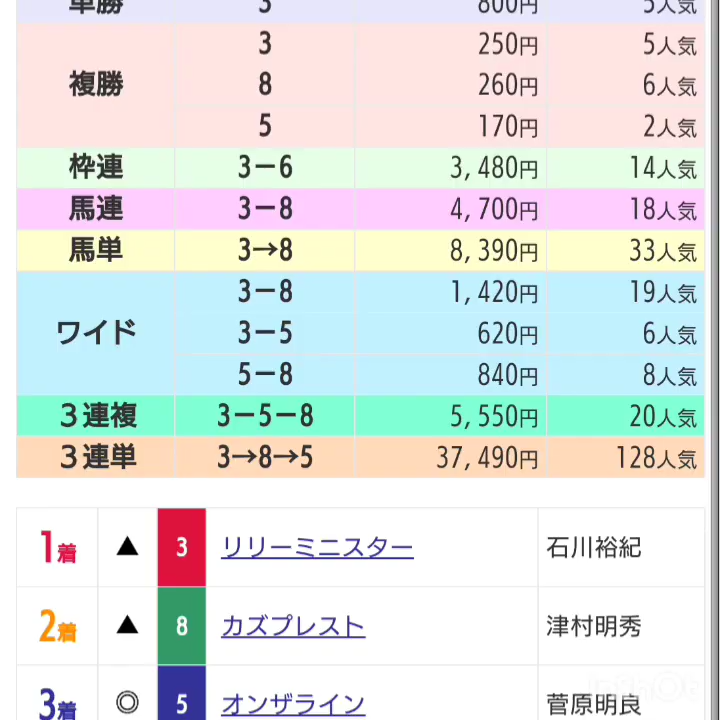 単勝 3 800円 5人気
複勝 3 250円 5人気
8 260円 6人気
5 170円 2人気
枠連 3－6 3,480円 14人気
馬連 3－8 4,700円 18人気
馬単 3→8 8,390円 33人気
ワイド 3－8 1,420円 19人気
3－5 620円 6人気
5－8 840円 8人気
３連複 3－5－8 5,550円 20人気
３連単 3→8→5 37,490円 128人気
1着 ▲ 3 リリーミニスター 石川裕紀
2着 ▲ 8 カズプレスト 津村明秀
3着 ◎ 5 オンザライン 菅原明良